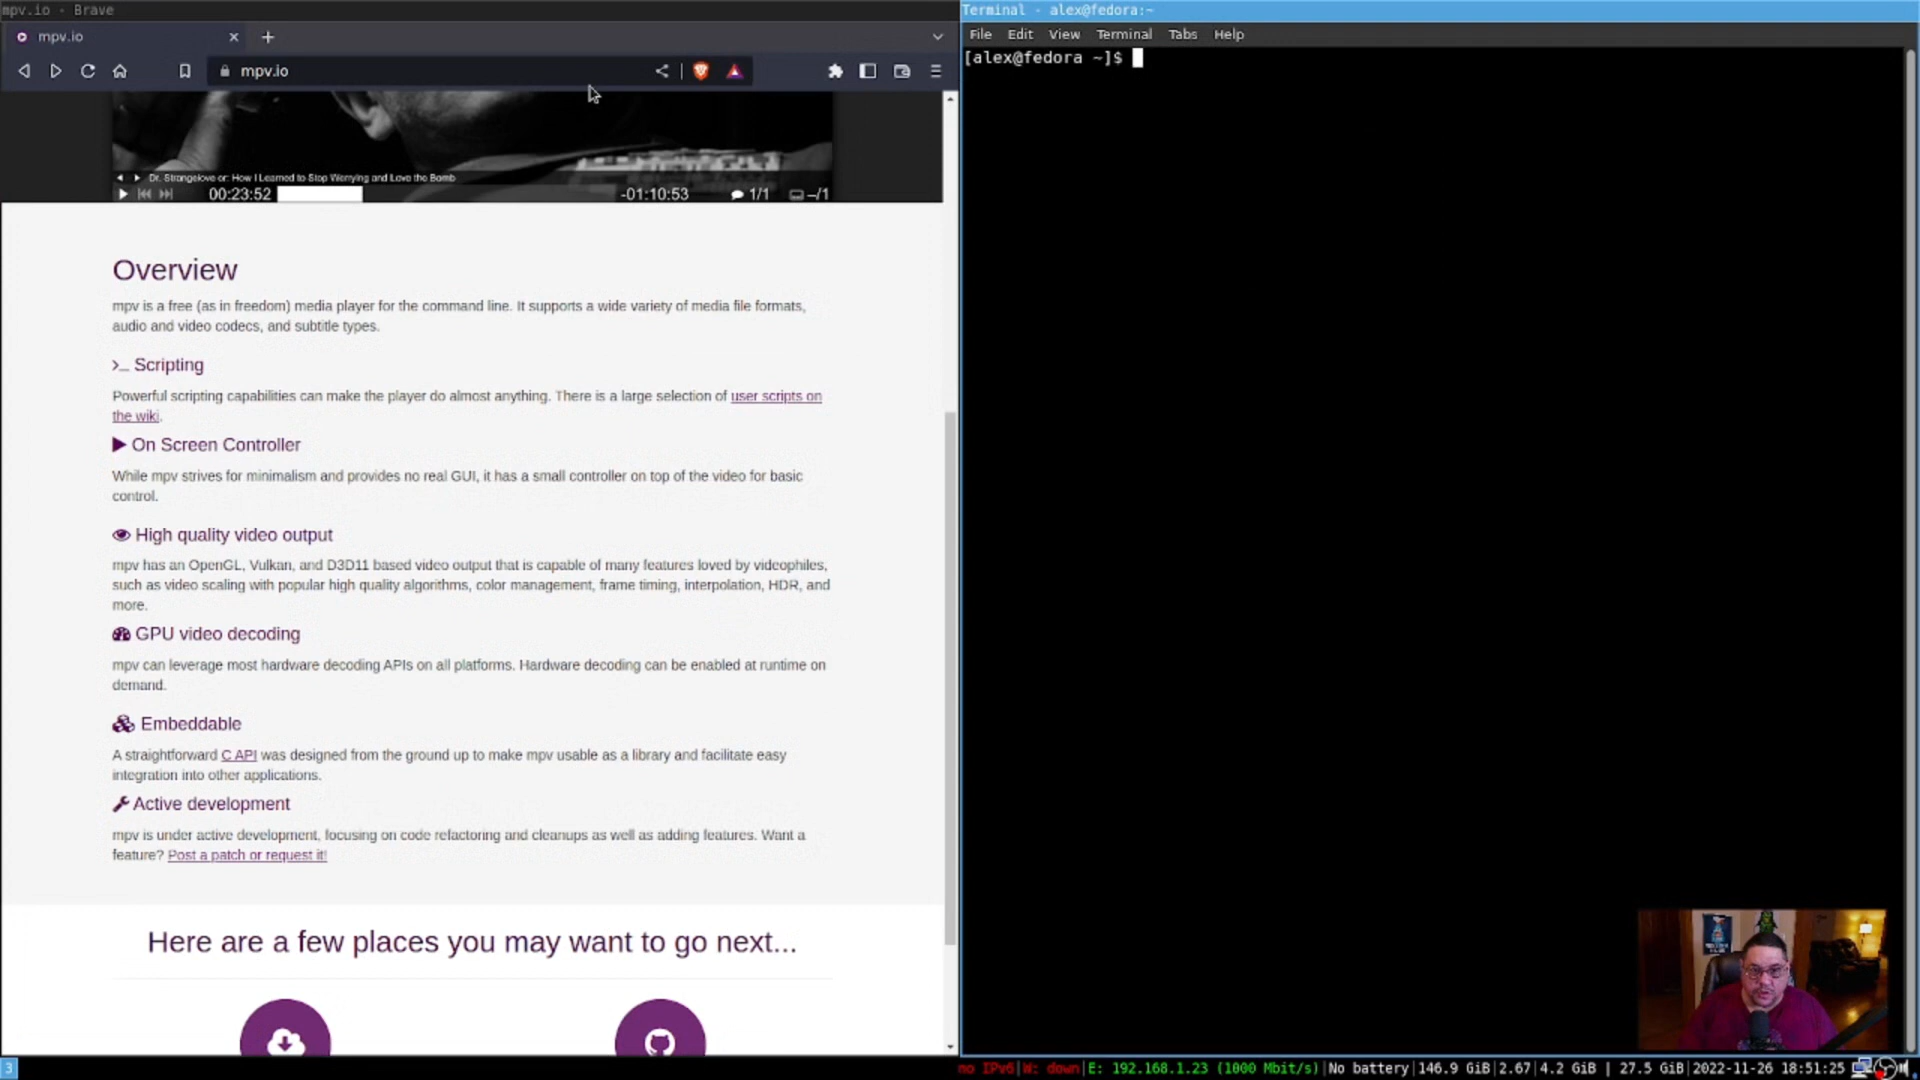 mpv.io - Brave
Terminal - alex@fedora:~
mpv.io
File Edit View Terminal Tabs Help
[alex@fedora ~]$
mpv.io
Dr. Strangelove or: How I Learned to Stop Worrying and Love the Bomb
00:23:52
-01:10:53
1/1
–/1
Overview
mpv is a free (as in freedom) media player for the command line. It supports a wide variety of media file formats,
audio and video codecs, and subtitle types.
Scripting
Powerful scripting capabilities can make the player do almost anything. There is a large selection of user scripts on
the wiki.
On Screen Controller
While mpv strives for minimalism and provides no real GUI, it has a small controller on top of the video for basic
control.
High quality video output
mpv has an OpenGL, Vulkan, and D3D11 based video output that is capable of many features loved by videophiles,
such as video scaling with popular high quality algorithms, color management, frame timing, interpolation, HDR, and
more.
GPU video decoding
mpv can leverage most hardware decoding APIs on all platforms. Hardware decoding can be enabled at runtime on
demand.
Embeddable
A straightforward C API was designed from the ground up to make mpv usable as a library and facilitate easy
integration into other applications.
Active development
mpv is under active development, focusing on code refactoring and cleanups as well as adding features. Want a
feature? Post a patch or request it!
Here are a few places you may want to go next...
3
no IPv6|W: down|E: 192.168.1.23 (1000 Mbit/s)|No battery|146.9 GiB|2.67|4.2 GiB | 27.5 GiB|2022-11-26 18:51:25